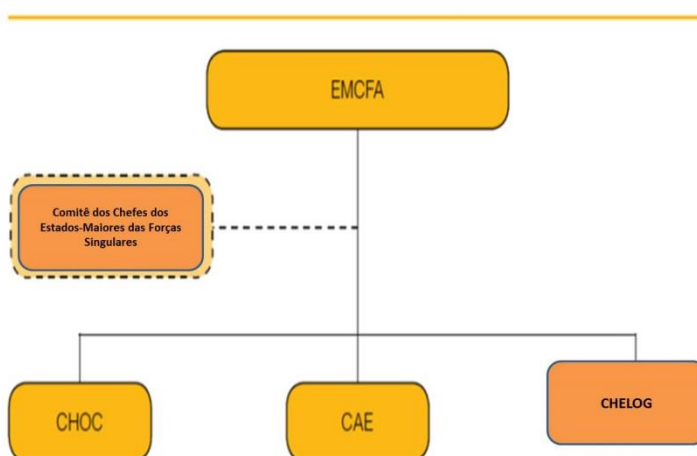 EMCFA
Comitê dos Chefes dos
Estados-Maiores das Forças
Singulares
CHOC
CAE
CHELOG